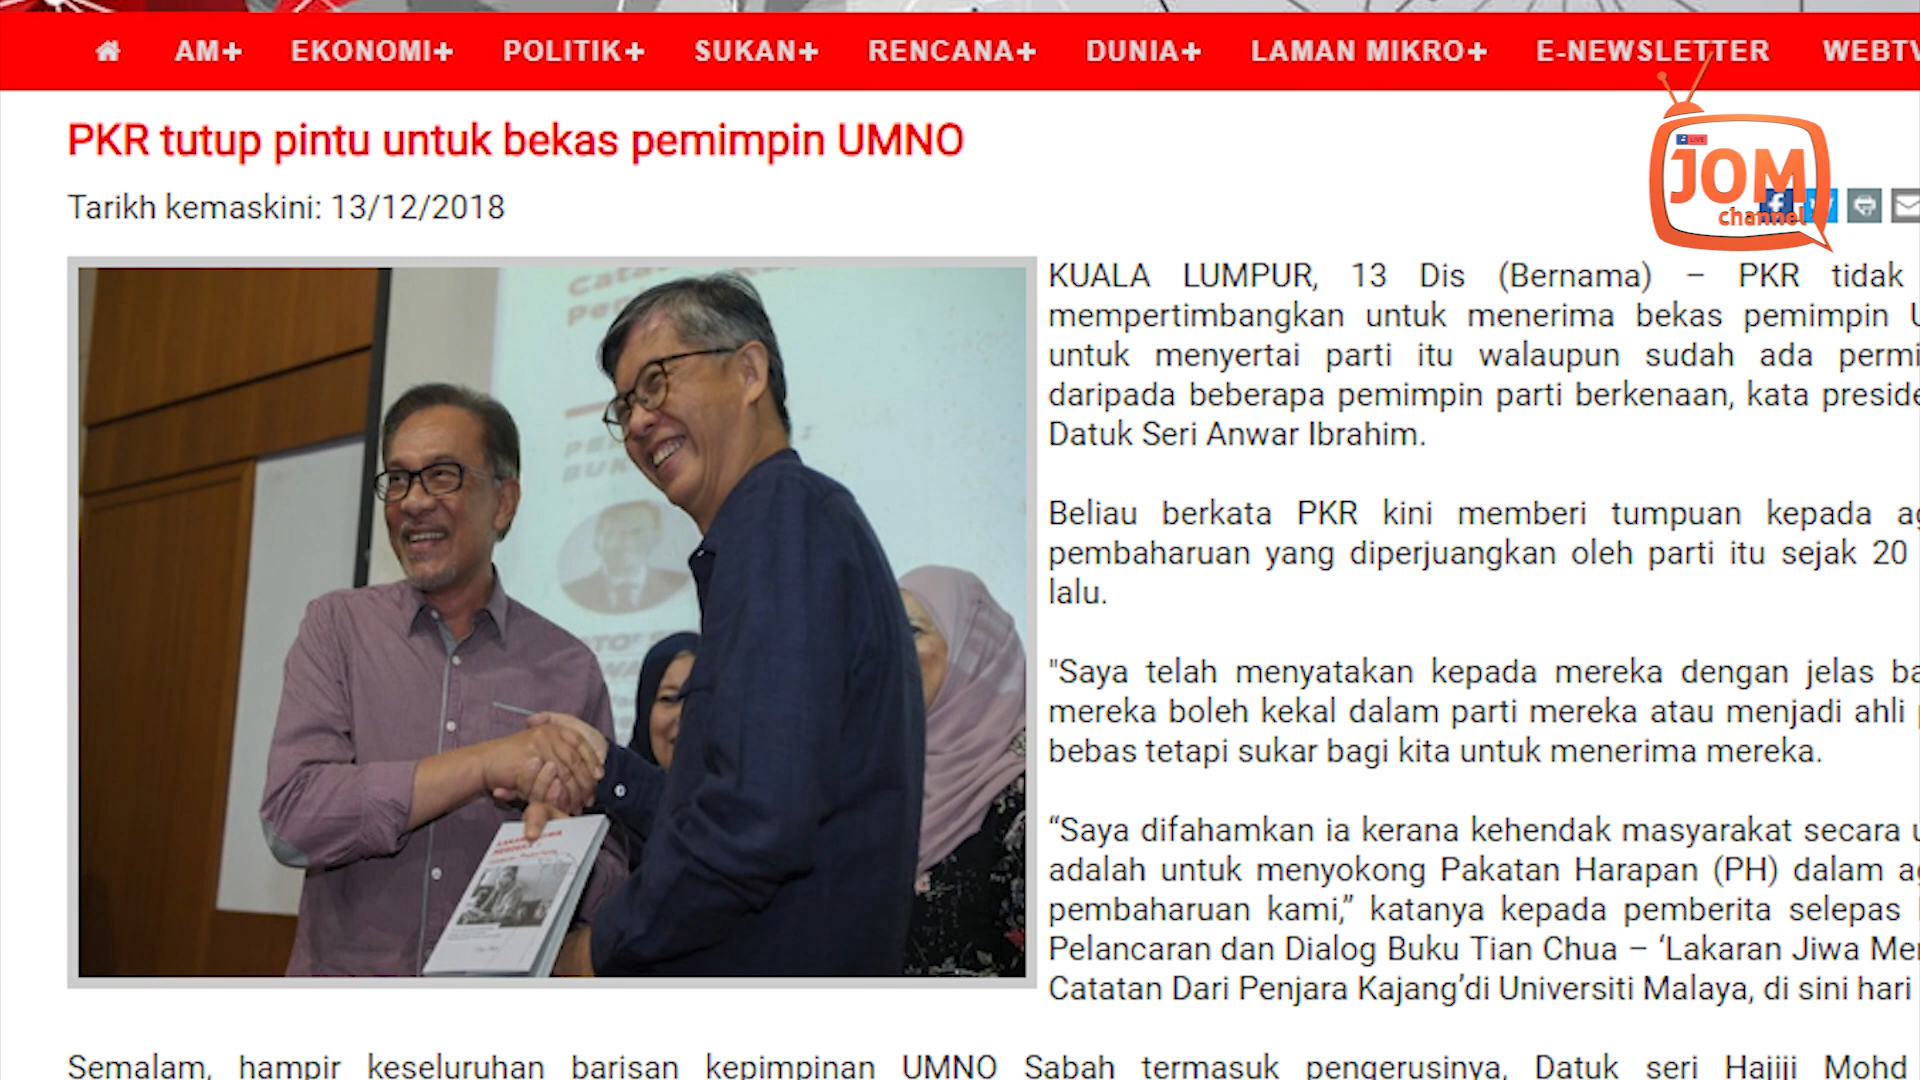 AM+ EKONOMI+ POLITIK+ SUKAN+ RENCANA+ DUNIA+ LAMAN MIKRO+ E-NEWSLETTER WEBTV
PKR tutup pintu untuk bekas pemimpin UMNO
Tarikh kemaskini: 13/12/2018
LIVE
JOM
channel
KUALA LUMPUR, 13 Dis (Bernama) – PKR tidak
mempertimbangkan untuk menerima bekas pemimpin
untuk menyertai parti itu walaupun sudah ada
daripada beberapa pemimpin parti berkenaan, kata
Datuk Seri Anwar Ibrahim.
Beliau berkata PKR kini memberi tumpuan kepada
pembaharuan yang diperjuangkan oleh parti itu sejak 20
lalu.
"Saya telah menyatakan kepada mereka dengan jelas
mereka boleh kekal dalam parti mereka atau menjadi ahli
bebas tetapi sukar bagi kita untuk menerima mereka.
“Saya difahamkan ia kerana kehendak masyarakat secara
adalah untuk menyokong Pakatan Harapan (PH) dalam
pembaharuan kami,” katanya kepada pemberita selepas
Pelancaran dan Dialog Buku Tian Chua – ‘Lakaran Jiwa
Catatan Dari Penjara Kajang’di Universiti Malaya, di sini hari
Semalam, hampir keseluruhan barisan kepimpinan UMNO Sabah termasuk pengerusinya, Datuk seri Hajiji Mohd